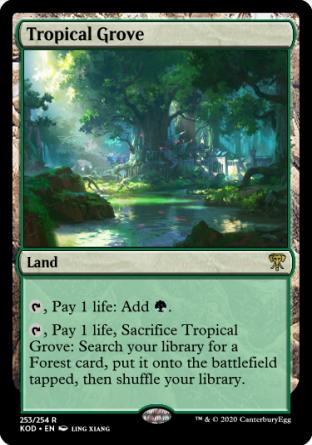 Tropical Grove
Land
, Pay 1 life: Add .
, Pay 1 life, Sacrifice Tropical
Grove: Search your library for a
Forest card, put it onto the battlefield
tapped, then shuffle your library.
253/254 R
KOD • EN LING XIANG
™ & © 2020 CanterburyEgg